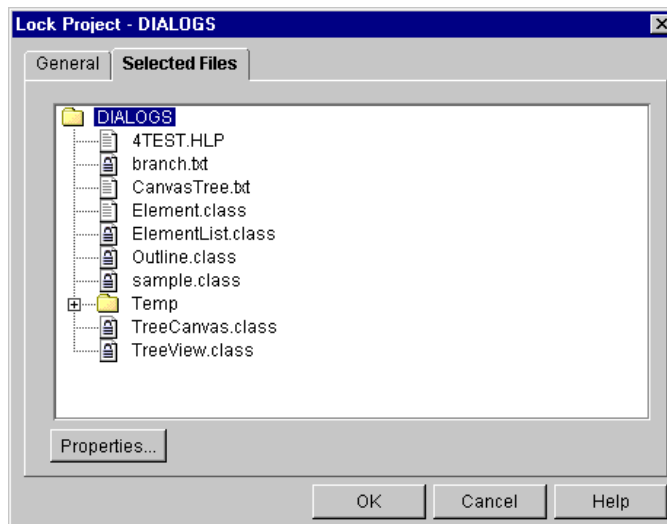 Lock Project - DIALOGS
General Selected Files
DIALOGS
4TEST.HLP
branch.txt
CanvasTree.txt
Element.class
ElementList.class
Outline.class
sample.class
Temp
TreeCanvas.class
TreeView.class
Properties...
OK Cancel Help